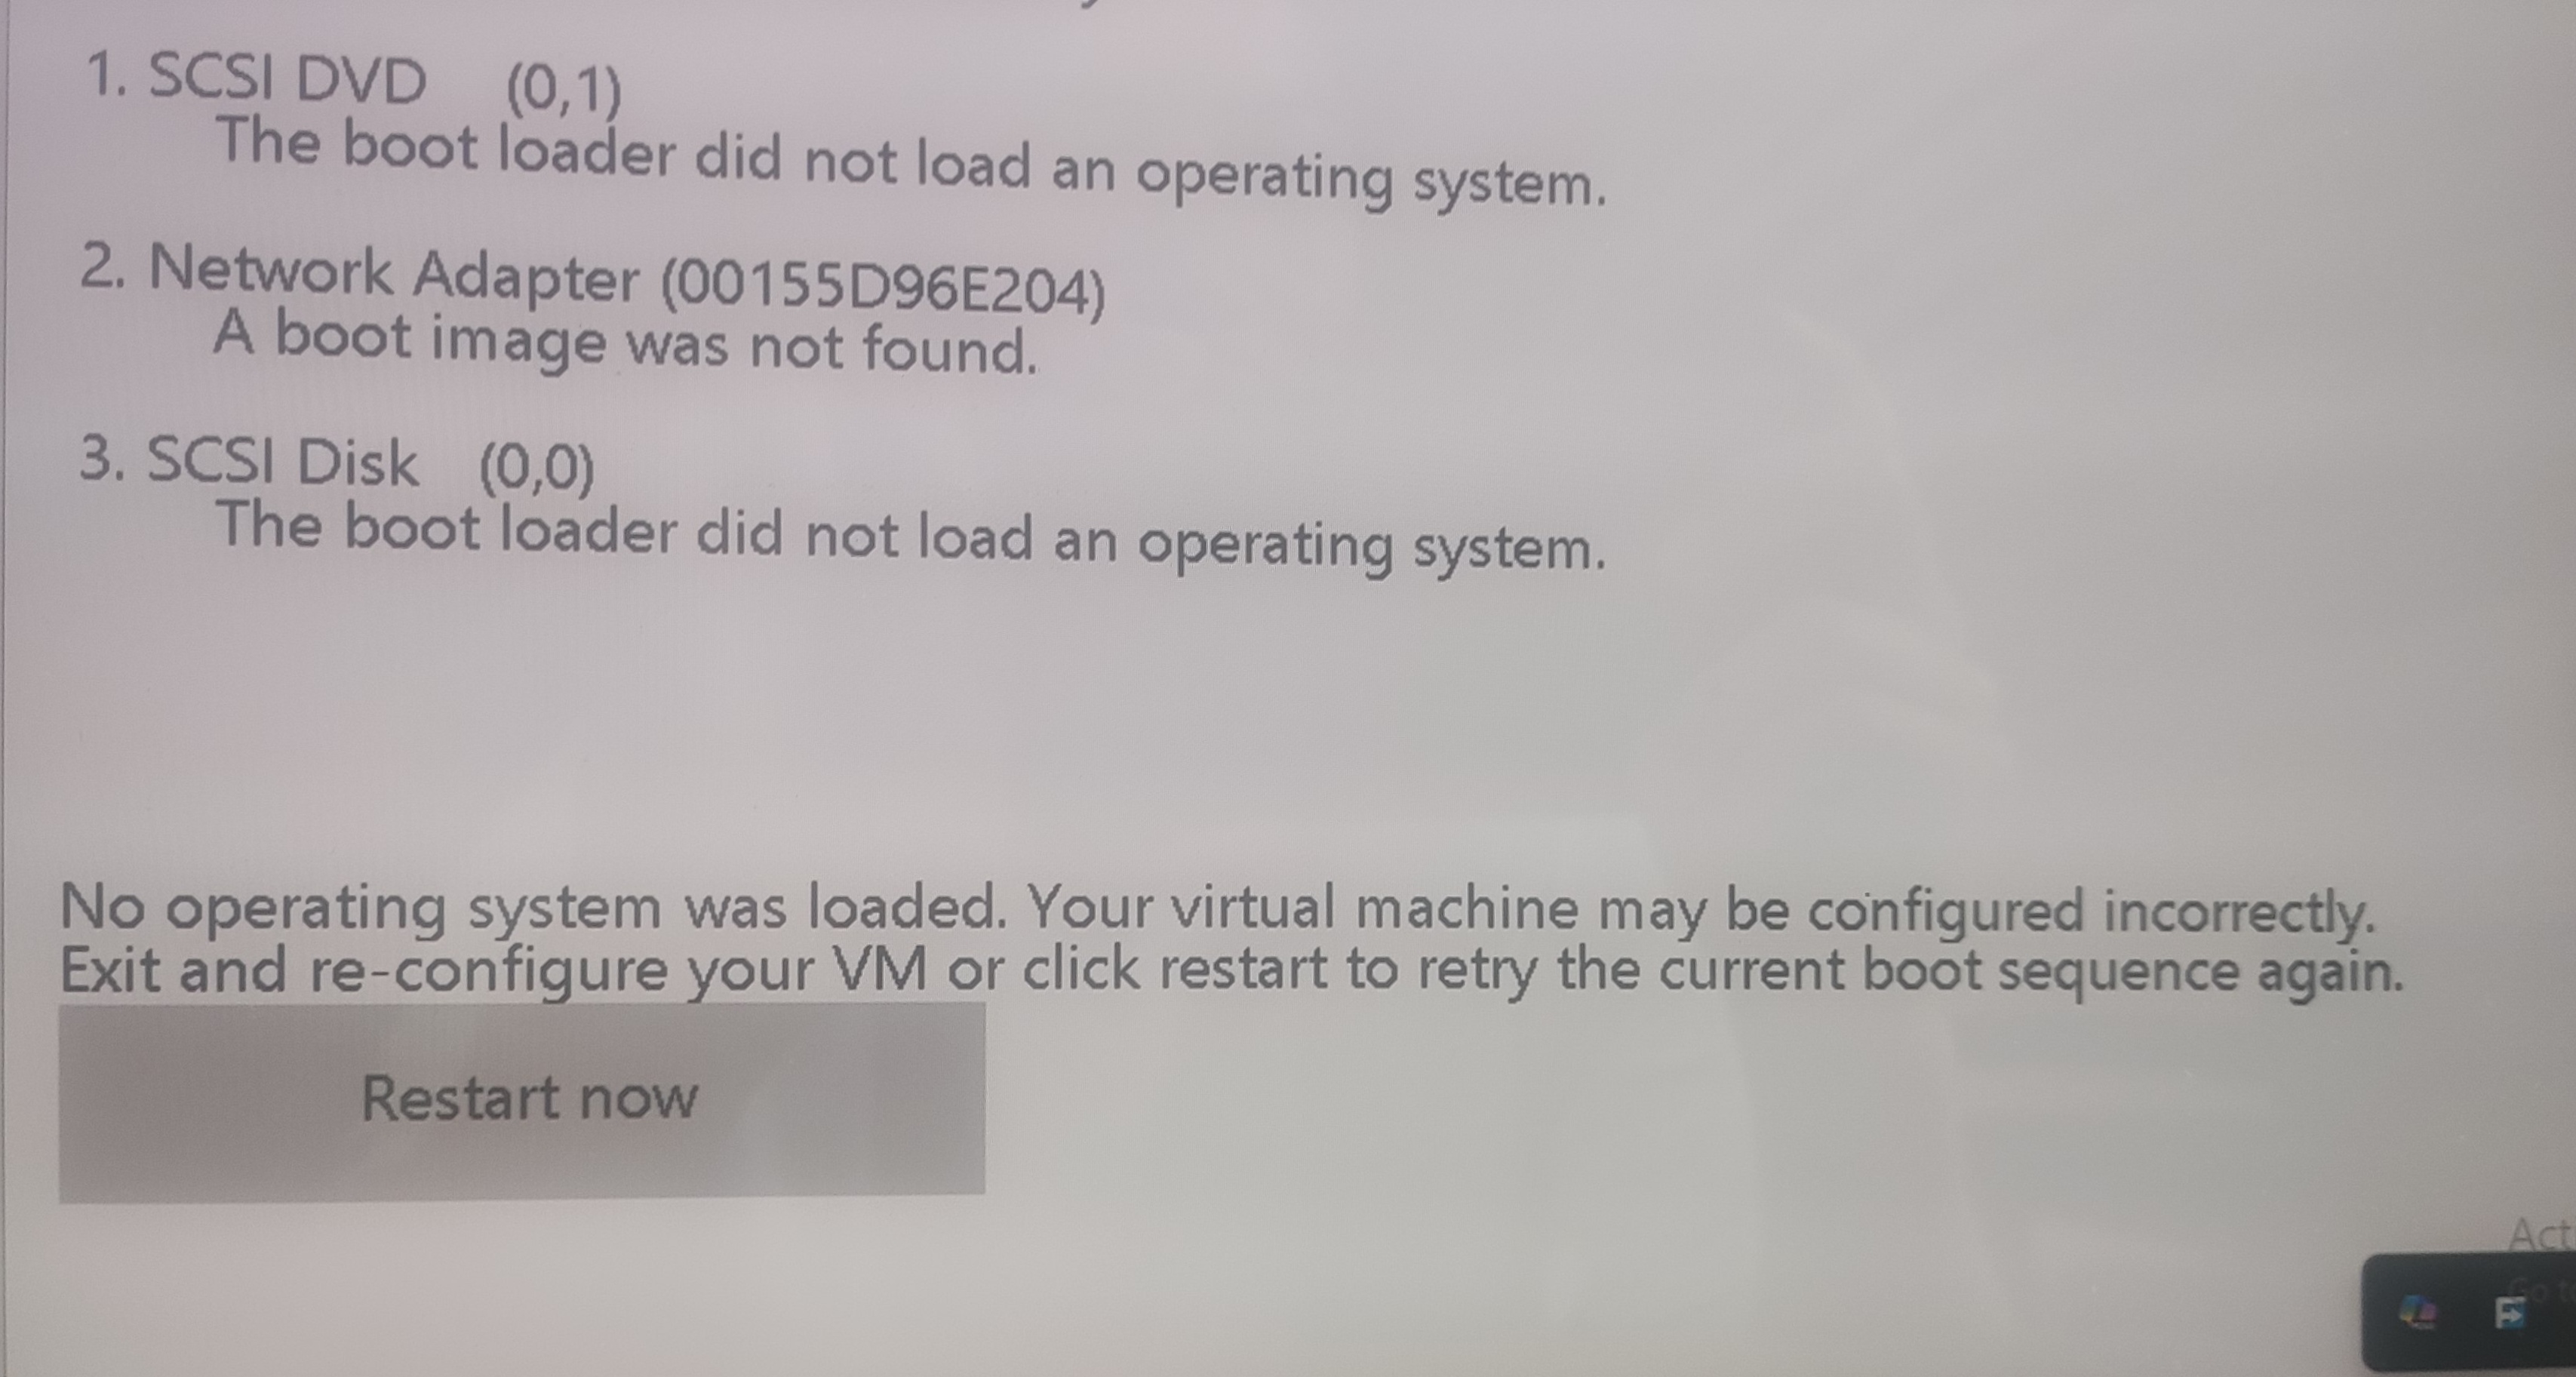 1. SCSI DVD (0,1)
The boot loader did not load an operating system.
2. Network Adapter (00155D96E204)
A boot image was not found.
3. SCSI Disk (0,0)
The boot loader did not load an operating system.
No operating system was loaded. Your virtual machine may be configured incorrectly.
Exit and re-configure your VM or click restart to retry the current boot sequence again.
Restart now
Act
Go t